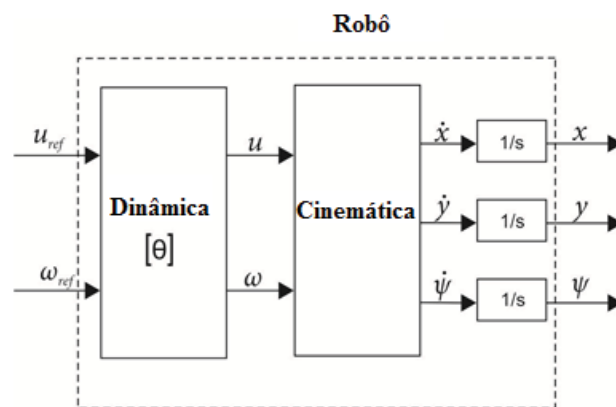 Robô
u_ref
ω_ref
Dinâmica
[θ]
u
ω
Cinemática
ẋ
1/s
x
ẏ
1/s
y
ψ̇
1/s
ψ